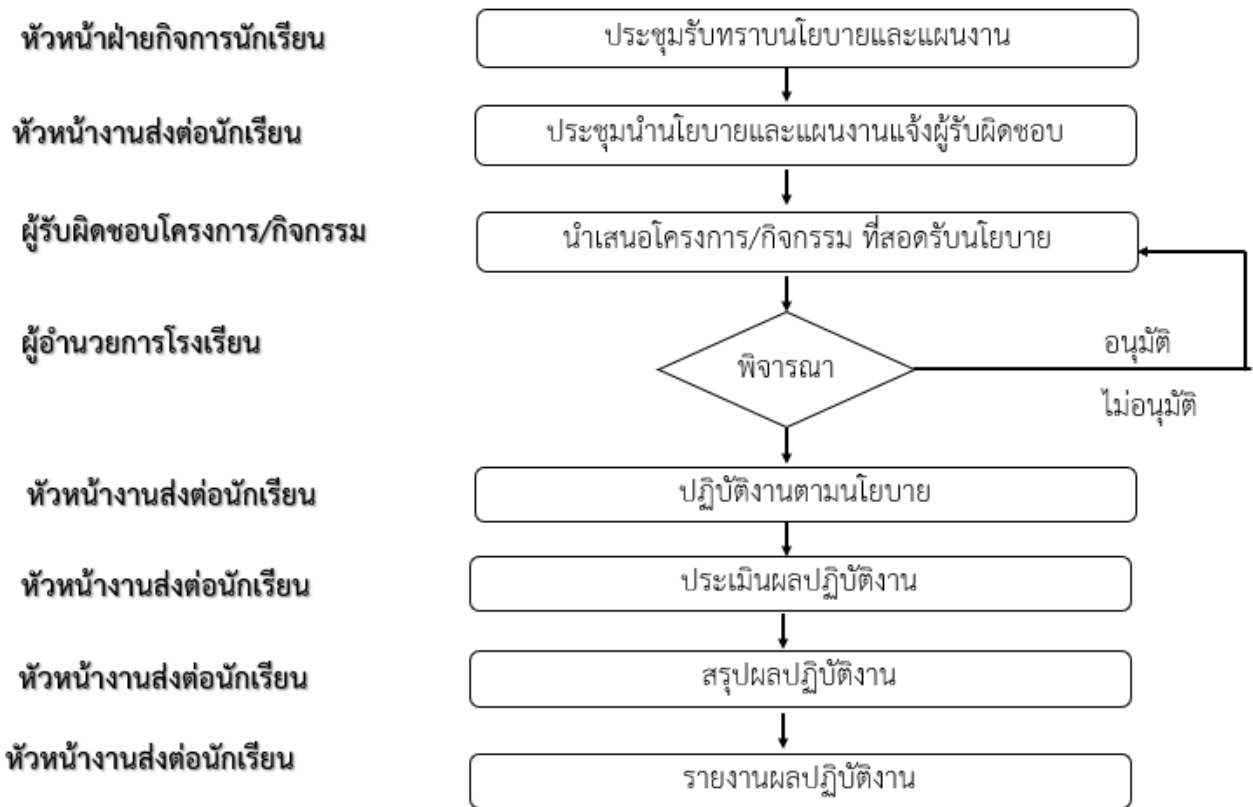 หัวหน้าฝ่ายกิจการนักเรียน
ประชุมรับทราบนโยบายและแผนงาน
หัวหน้างานส่งต่อนักเรียน
ประชุมนำนโยบายและแผนงานแจ้งผู้รับผิดชอบ
ผู้รับผิดชอบโครงการ/กิจกรรม
นำเสนอโครงการ/กิจกรรม ที่สอดรับนโยบาย
ผู้อำนวยการโรงเรียน
พิจารณา
อนุมัติ
ไม่อนุมัติ
หัวหน้างานส่งต่อนักเรียน
ปฏิบัติงานตามนโยบาย
หัวหน้างานส่งต่อนักเรียน
ประเมินผลปฏิบัติงาน
หัวหน้างานส่งต่อนักเรียน
สรุปผลปฏิบัติงาน
หัวหน้างานส่งต่อนักเรียน
รายงานผลปฏิบัติงาน